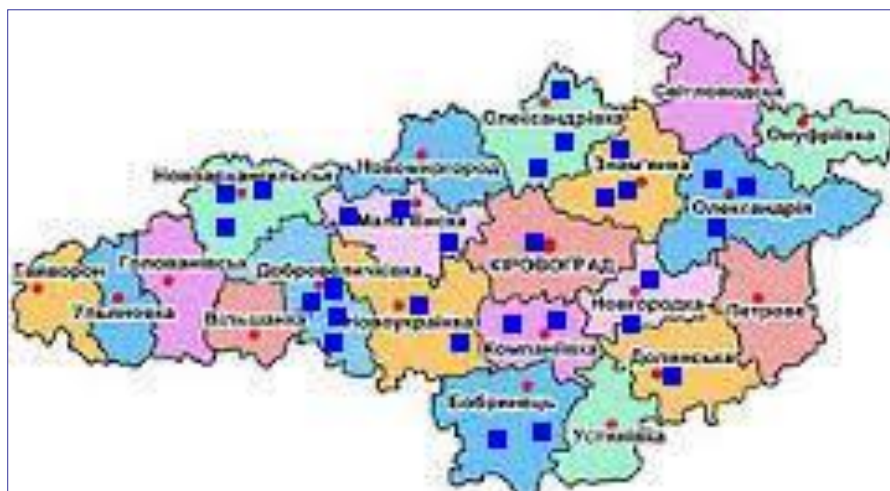 Світловодськ
Олександрівка
Онуфріївка
Новомиргород
Знам'янка
Новоархангельськ
Мала Виска
Олександрія
КІРОВОГРАД
Гайворон
Голованівськ
Добровеличківка
Ульяновка
Новгородка
Петрове
Вільшанка
Новоукраїнка
Компаніївка
Долинська
Бобринець
Устинівка